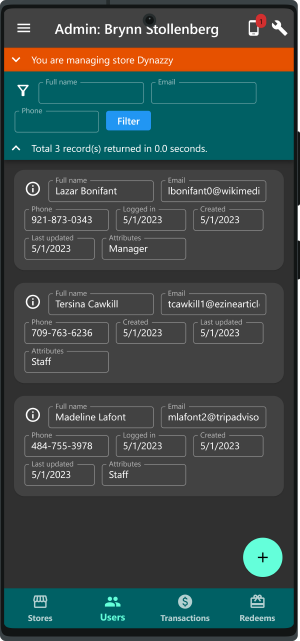 Admin: Brynn Stollenberg
1
You are managing store Dynazzy
Full name
Email
Phone
Filter
Total 3 record(s) returned in 0.0 seconds.
Full name
Email
Lazar Bonifant
lbonifant0@wikimedi
Phone
Logged in
Created
921-873-0343
5/1/2023
5/1/2023
Last updated
Attributes
5/1/2023
Manager
Full name
Email
Tersina Cawkill
tcawkill1@ezinearticl
Phone
Created
Last updated
709-763-6236
5/1/2023
5/1/2023
Attributes
Staff
Full name
Email
Madeline Lafont
mlafont2@tripadviso
Phone
Logged in
Created
484-755-3978
5/1/2023
5/1/2023
Last updated
Attributes
5/1/2023
Staff
Stores
Users
Transactions
Redeems